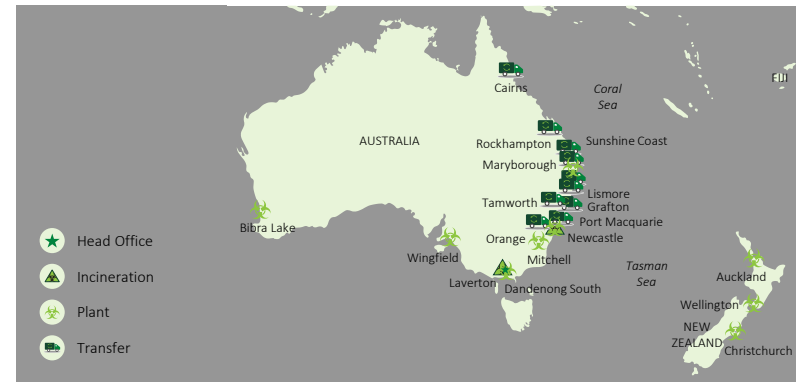 FIJI
Cairns
Coral
Sea
AUSTRALIA
Rockhampton
Sunshine Coast
Maryborough
Lismore
Tamworth
Grafton
Port Macquarie
Bibra Lake
Orange
Newcastle
Head Office
Wingfield
Mitchell
Tasman
Sea
Incineration
Auckland
Laverton
Dandenong South
Wellington
Plant
NEW
ZEALAND
Christchurch
Transfer